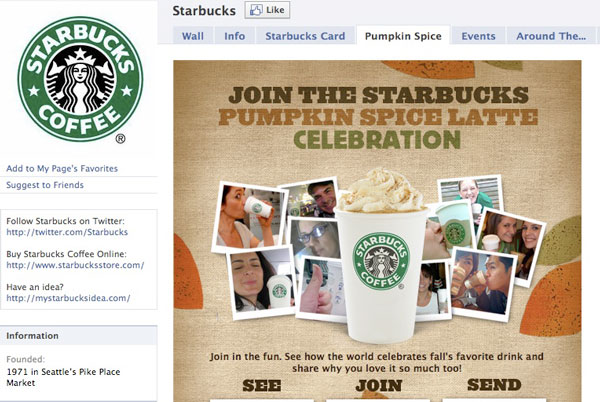 STARBUCKS
COFFEE
®
Add to My Page's Favorites
Suggest to Friends
Follow Starbucks on Twitter:
http://twitter.com/Starbucks
Buy Starbucks Coffee Online:
http://www.starbucksstore.com/
Have an idea?
http://mystarbucksidea.com/
Information
Founded:
1971 in Seattle's Pike Place
Market
Starbucks
Like
Wall
Info
Starbucks Card
Pumpkin Spice
Events
Around The...
JOIN THE STARBUCKS
PUMPKIN SPICE LATTE
CELEBRATION
STARBUCKS
COFFEE
Join in the fun. See how the world celebrates fall's favorite drink and
share why you love it so much too!
SEE
JOIN
SEND